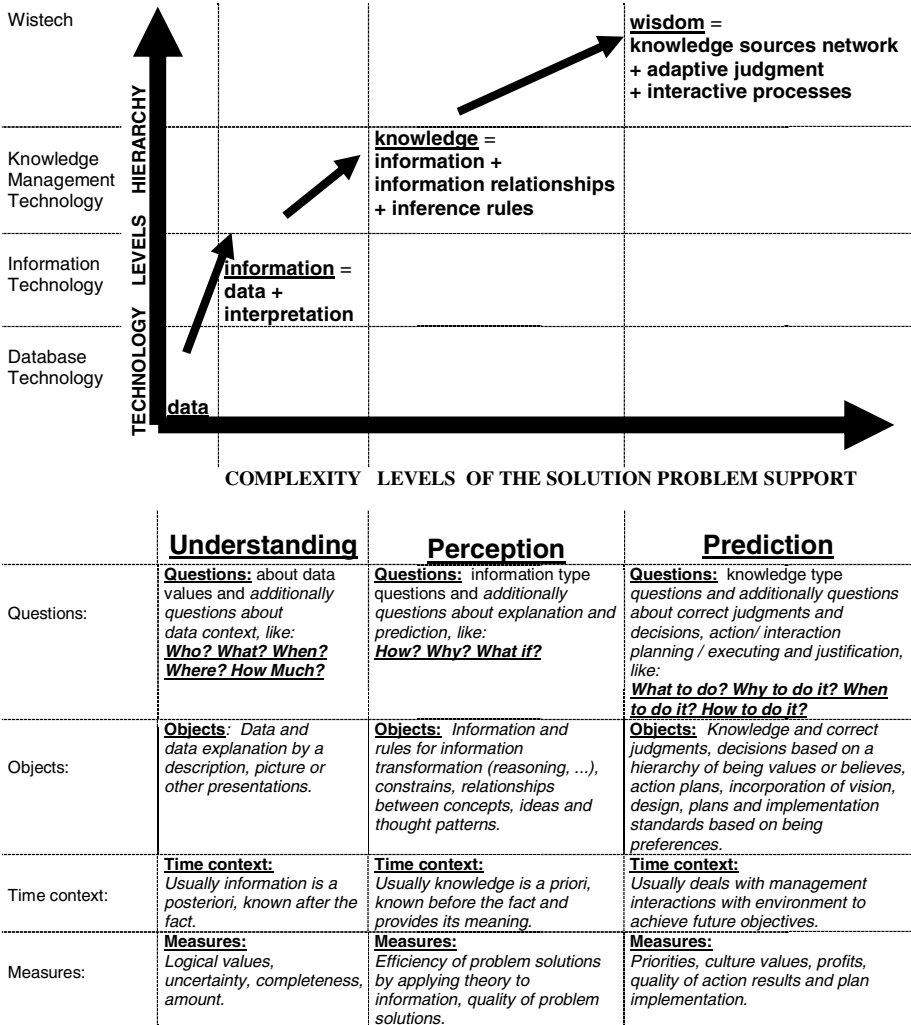 Wistech
wisdom =
knowledge sources network
+ adaptive judgment
+ interactive processes
TECHNOLOGY LEVELS HIERARCHY
Knowledge
Management
Technology
knowledge =
information +
information relationships
+ inference rules
Information
Technology
information =
data +
interpretation
Database
Technology
data
COMPLEXITY LEVELS OF THE SOLUTION PROBLEM SUPPORT
Understanding
Perception
Prediction
Questions:
Questions: about data
values and additionally
questions about
data context, like:
Who? What? When?
Where? How Much?
Questions: information type
questions and additionally
questions about explanation and
prediction, like:
How? Why? What if?
Questions: knowledge type
questions and additionally questions
about correct judgments and
decisions, action/ interaction
planning / executing and justification,
like:
What to do? Why to do it? When
to do it? How to do it?
Objects:
Objects: Data and
data explanation by a
description, picture or
other presentations.
Objects: Information and
rules for information
transformation (reasoning, ...),
constrains, relationships
between concepts, ideas and
thought patterns.
Objects: Knowledge and correct
judgments, decisions based on a
hierarchy of being values or believes,
action plans, incorporation of vision,
design, plans and implementation
standards based on being
preferences.
Time context:
Time context:
Usually information is a
posteriori, known after the
fact.
Time context:
Usually knowledge is a priori,
known before the fact and
provides its meaning.
Time context:
Usually deals with management
interactions with environment to
achieve future objectives.
Measures:
Measures:
Logical values,
uncertainty, completeness,
amount.
Measures:
Efficiency of problem solutions
by applying theory to
information, quality of problem
solutions.
Measures:
Priorities, culture values, profits,
quality of action results and plan
implementation.